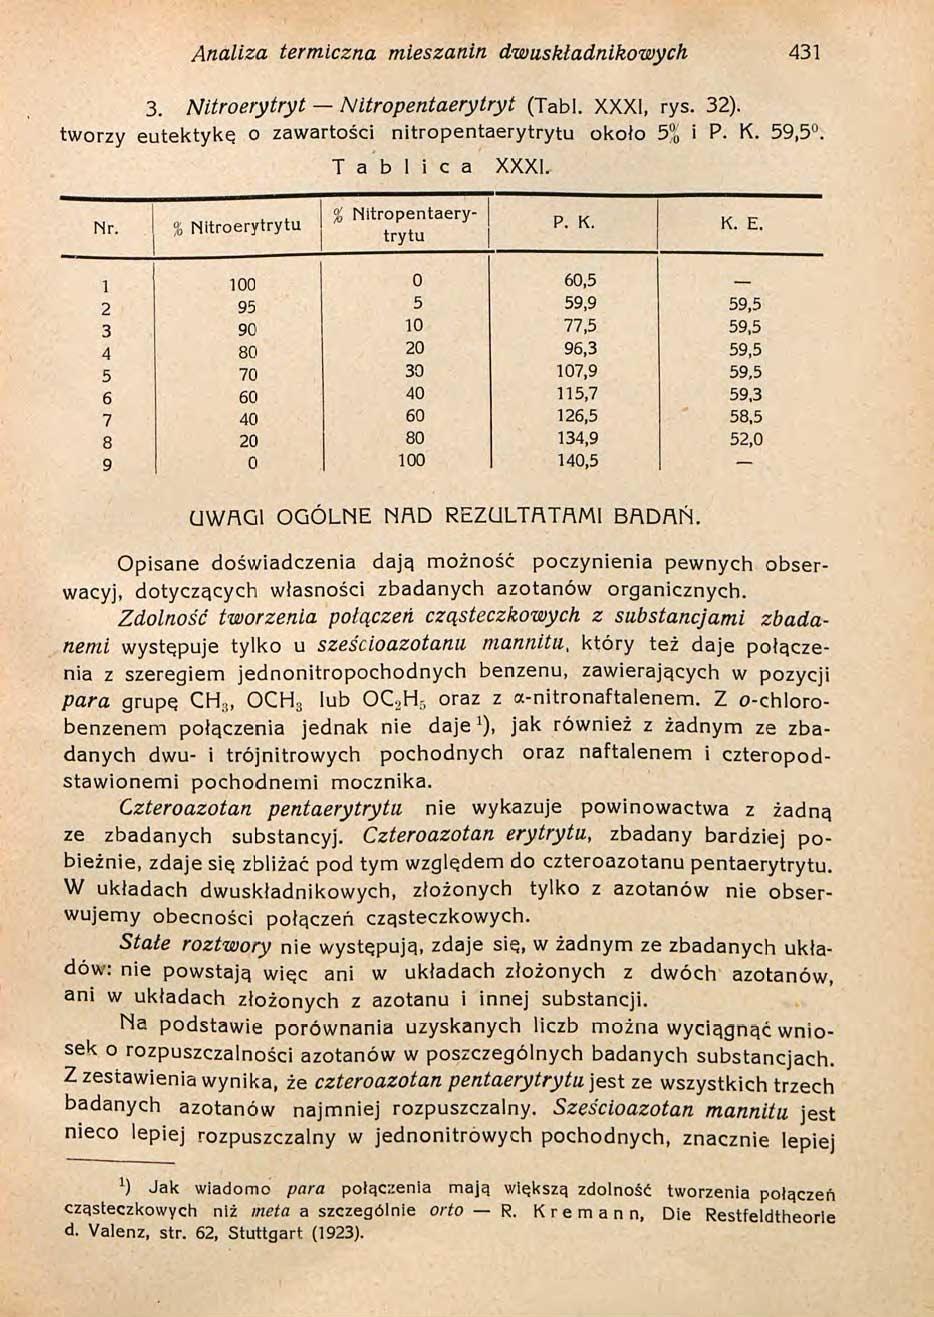 Analiza termiczna mieszanin dwuskładnikowych 431
3. Nitroerytryt — Nitropentaerytryt (Tabl. XXXI, rys. 32).
tworzy eutektykę o zawartości nitropentaerytrytu około 5% i P. K. 59,5°.
Tablica XXXI.
Nr. % Nitroerytrytu % Nitropentaery- P. K. K. E.
trytu
1 100 0 60,5 —
2 95 5 59,9 59,5
3 90 10 77,5 59,5
4 80 20 96,3 59,5
5 70 30 107,9 59,5
6 60 40 115,7 59,3
7 40 60 126,5 58,5
8 20 80 134,9 52,0
9 0 100 140,5 —
UWAGI OGÓLNE NAD REZULTATAMI BADAŃ.
Opisane doświadczenia dają możność poczynienia pewnych obser-
wacyj, dotyczących własności zbadanych azotanów organicznych.
Zdolność tworzenia połączeń cząsteczkowych z substancjami zbada-
nemi występuje tylko u sześcioazotanu mannitu, który też daje połącze-
nia z szeregiem jednonitropochodnych benzenu, zawierających w pozycji
para grupę CH₃, OCH₃ lub OC₂H₅ oraz z α-nitronaftalenem. Z o-chloro-
benzenem połączenia jednak nie daje ¹), jak również z żadnym ze zba-
danych dwu- i trójnitrowych pochodnych oraz naftalenem i czteropod-
stawionemi pochodnemi mocznika.
Czteroazotan pentaerytrytu nie wykazuje powinowactwa z żadną
ze zbadanych substancyj. Czteroazotan erytrytu, zbadany bardziej po-
bieżnie, zdaje się zbliżać pod tym względem do czteroazotanu pentaerytrytu.
W układach dwuskładnikowych, złożonych tylko z azotanów nie obser-
wujemy obecności połączeń cząsteczkowych.
Stałe roztwory nie występują, zdaje się, w żadnym ze zbadanych ukła-
dów: nie powstają więc ani w układach złożonych z dwóch azotanów,
ani w układach złożonych z azotanu i innej substancji.
Na podstawie porównania uzyskanych liczb można wyciągnąć wnio-
sek o rozpuszczalności azotanów w poszczególnych badanych substancjach.
Z zestawienia wynika, że czteroazotan pentaerytrytu jest ze wszystkich trzech
badanych azotanów najmniej rozpuszczalny. Sześcioazotan mannitu jest
nieco lepiej rozpuszczalny w jednonitrowych pochodnych, znacznie lepiej
¹) Jak wiadomo para połączenia mają większą zdolność tworzenia połączeń
cząsteczkowych niż meta a szczególnie orto — R. Kremann, Die Restfeldtheorie
d. Valenz, str. 62, Stuttgart (1923).